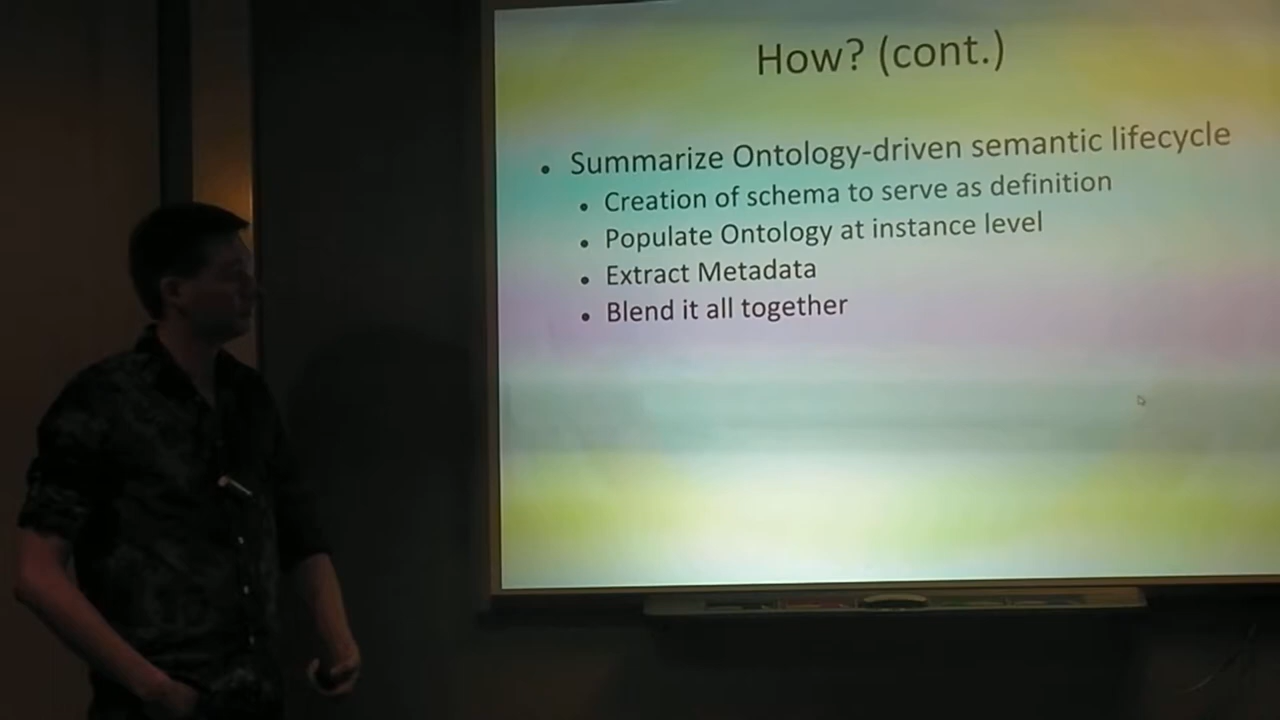 How? (cont.)
• Summarize Ontology-driven semantic lifecycle
• Creation of schema to serve as definition
• Populate Ontology at instance level
• Extract Metadata
• Blend it all together